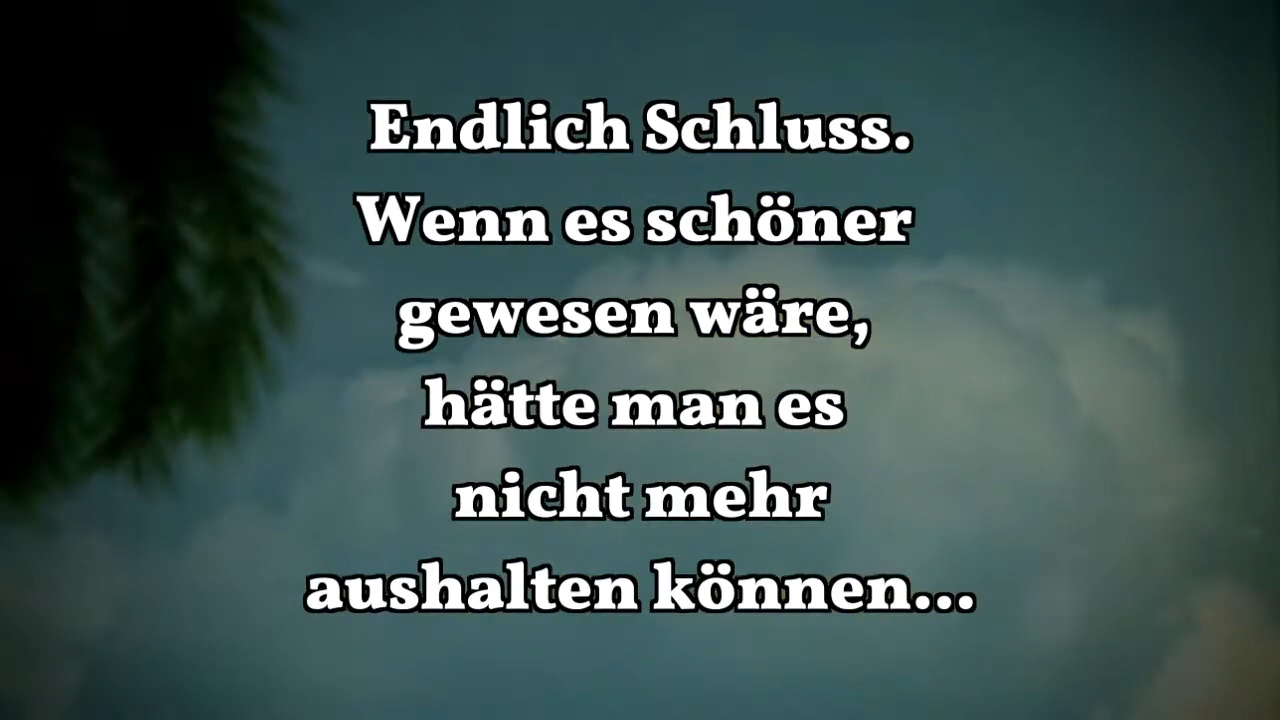 Endlich Schluss.
Wenn es schöner
gewesen wäre,
hätte man es
nicht mehr
aushalten können...